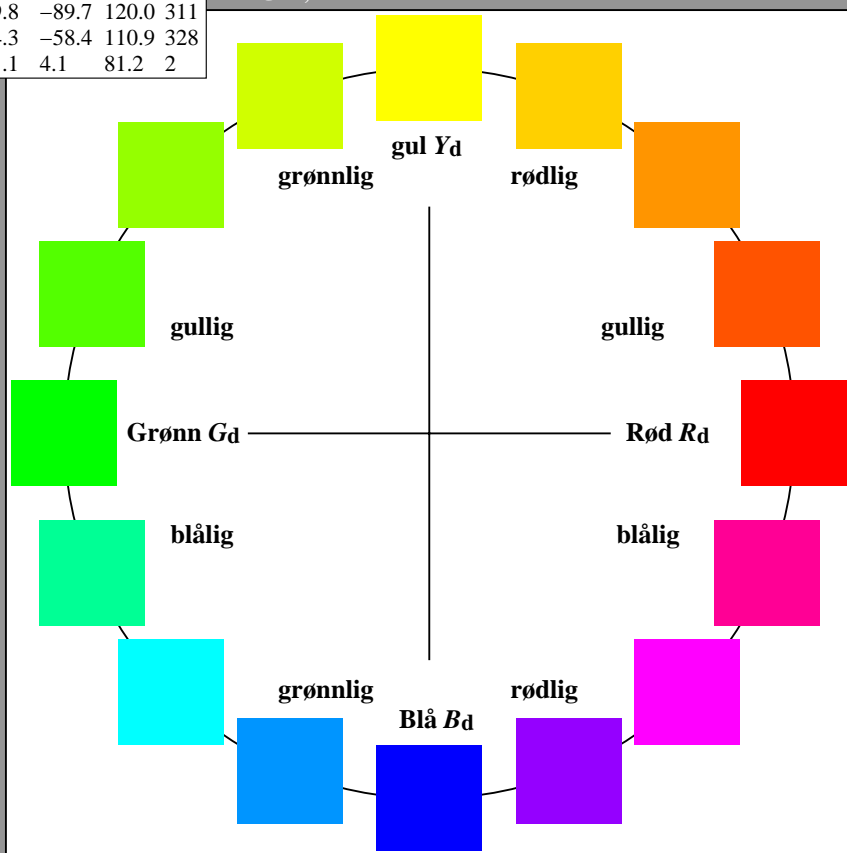 −89.7 120.0 311
−58.4 110.9 328
4.1 81.2 2
gul Yd
grønnlig rødlig
gullig gullig
Grønn Gd Rød Rd
blålig blålig
grønnlig rødlig
Blå Bd